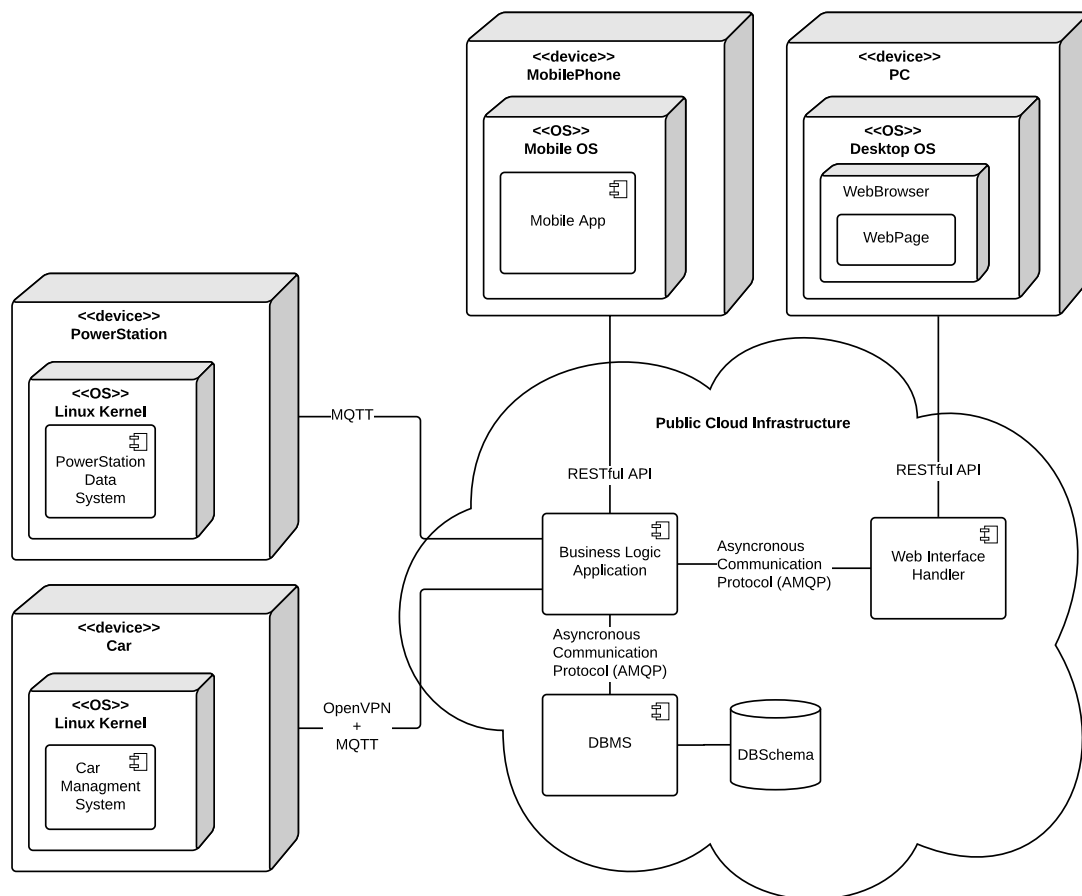 <<device>>
MobilePhone
<<OS>>
Mobile OS
Mobile App
<<device>>
PC
<<OS>>
Desktop OS
WebBrowser
WebPage
<<device>>
PowerStation
<<OS>>
Linux Kernel
PowerStation
Data
System
MQTT
Public Cloud Infrastructure
RESTful API
RESTful API
Business Logic
Application
Asyncronous
Communication
Protocol (AMQP)
Web Interface
Handler
<<device>>
Car
<<OS>>
Linux Kernel
Car
Managment
System
OpenVPN
+
MQTT
Asyncronous
Communication
Protocol (AMQP)
DBMS
DBSchema